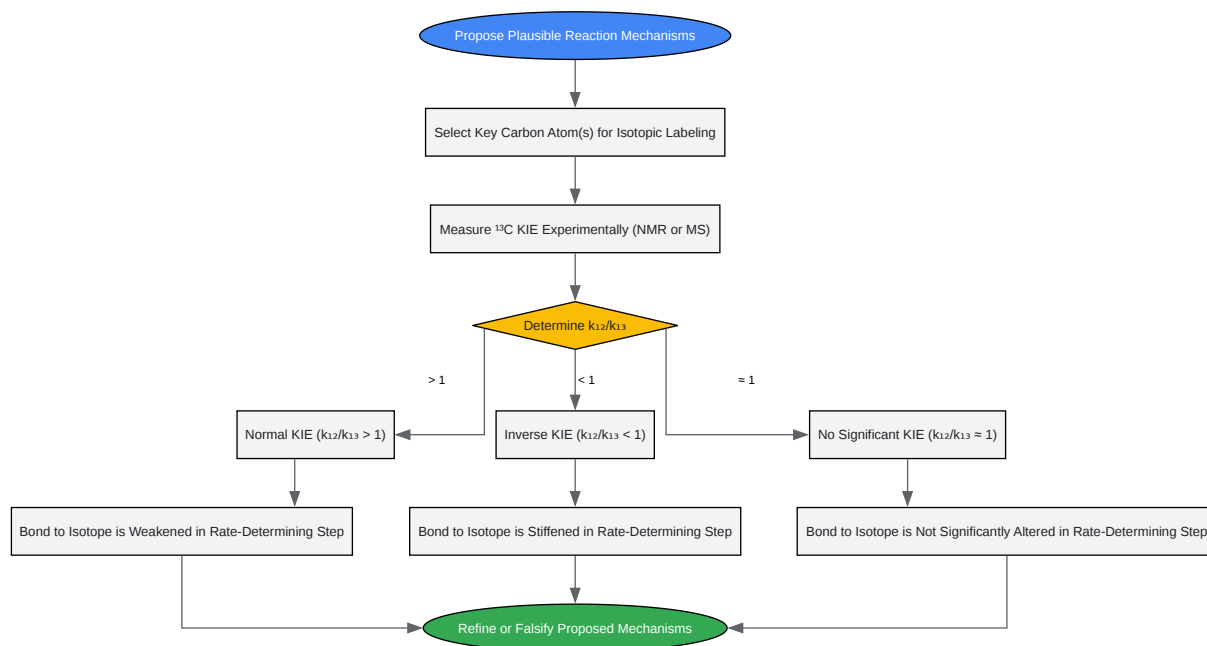 Propose Plausible Reaction Mechanisms
Select Key Carbon Atom(s) for Isotopic Labeling
Measure ¹³C KIE Experimentally (NMR or MS)
Determine k₁₂/k₁₃
> 1
< 1
≈ 1
Normal KIE (k₁₂/k₁₃ > 1)
Inverse KIE (k₁₂/k₁₃ < 1)
No Significant KIE (k₁₂/k₁₃ ≈ 1)
Bond to Isotope is Weakened in Rate-Determining Step
Bond to Isotope is Stiffened in Rate-Determining Step
Bond to Isotope is Not Significantly Altered in Rate-Determining Step
Refine or Falsify Proposed Mechanisms